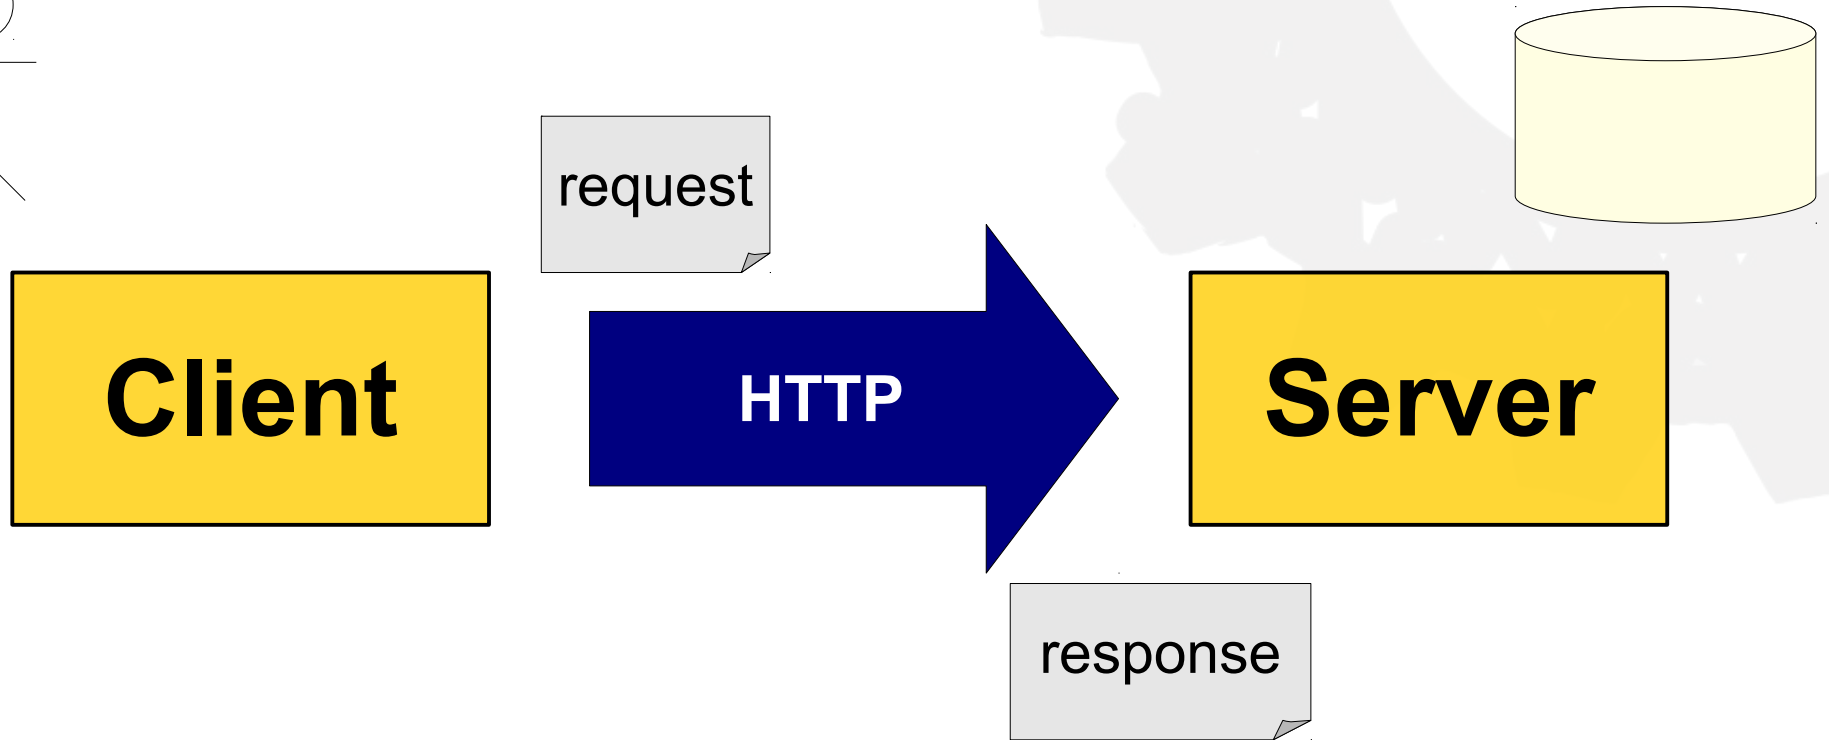 request
Client
HTTP
Server
response